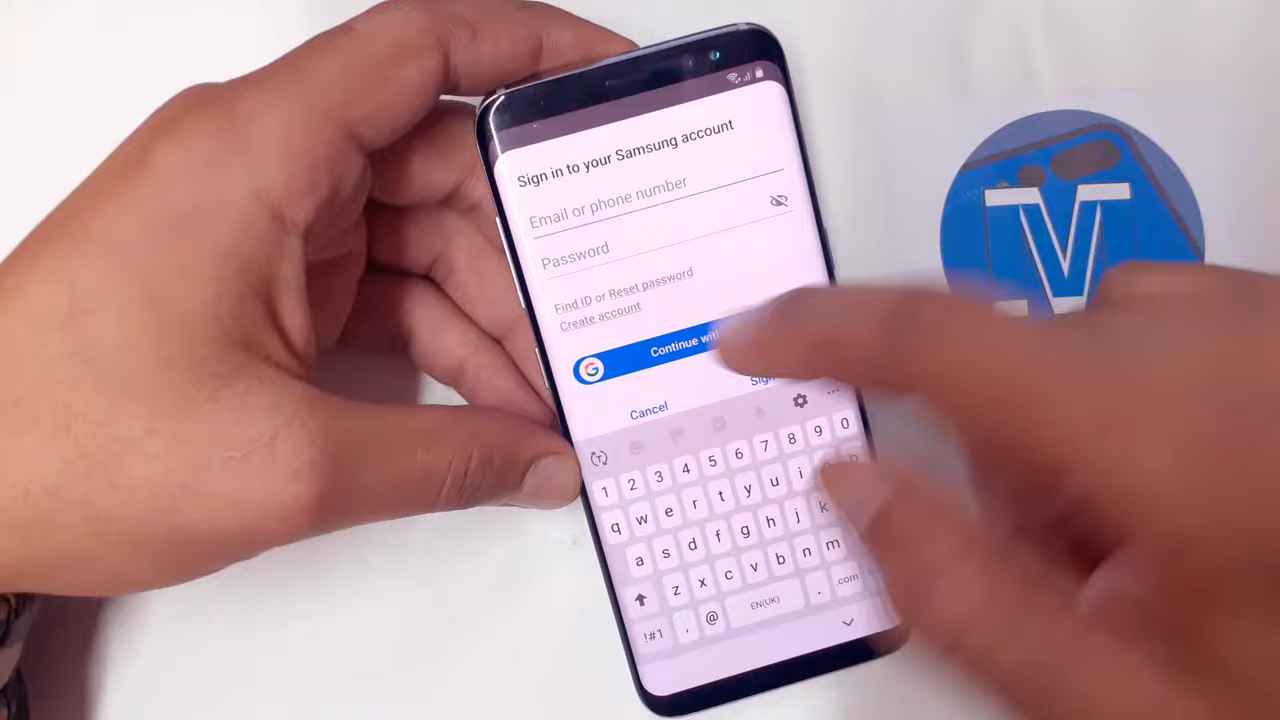 Sign in to your Samsung account
Email or phone number
Password
Find ID or Reset password
Create account
Continue with
Cancel
1 2 3 4 5 6 7 8 9 0
q w e r t y u i
a s d f g h j k
z x c v b n m
!#1 , @ EN(UK) . .com
V